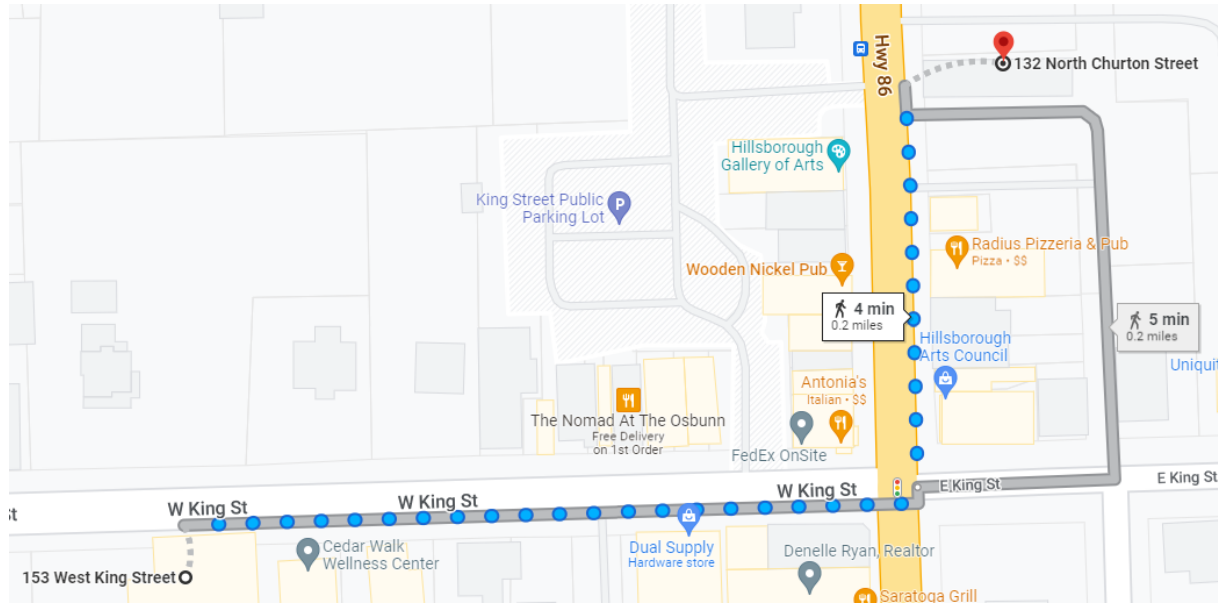 Hwy 86
132 North Churton Street
Hillsborough
Gallery of Arts
King Street Public
Parking Lot
P
Radius Pizzeria & Pub
Pizza • $$
Wooden Nickel Pub
4 min
0.2 miles
5 min
0.2 miles
Hillsborough
Arts Council
Uniquit
Antonia's
Italian • $$
The Nomad At The Osbunn
Free Delivery
on 1st Order
FedEx OnSite
E King St
E King St
W King St
W King St
W King St
st
Dual Supply
Hardware store
Cedar Walk
Wellness Center
Denelle Ryan, Realtor
153 West King Street
Saratoga Grill